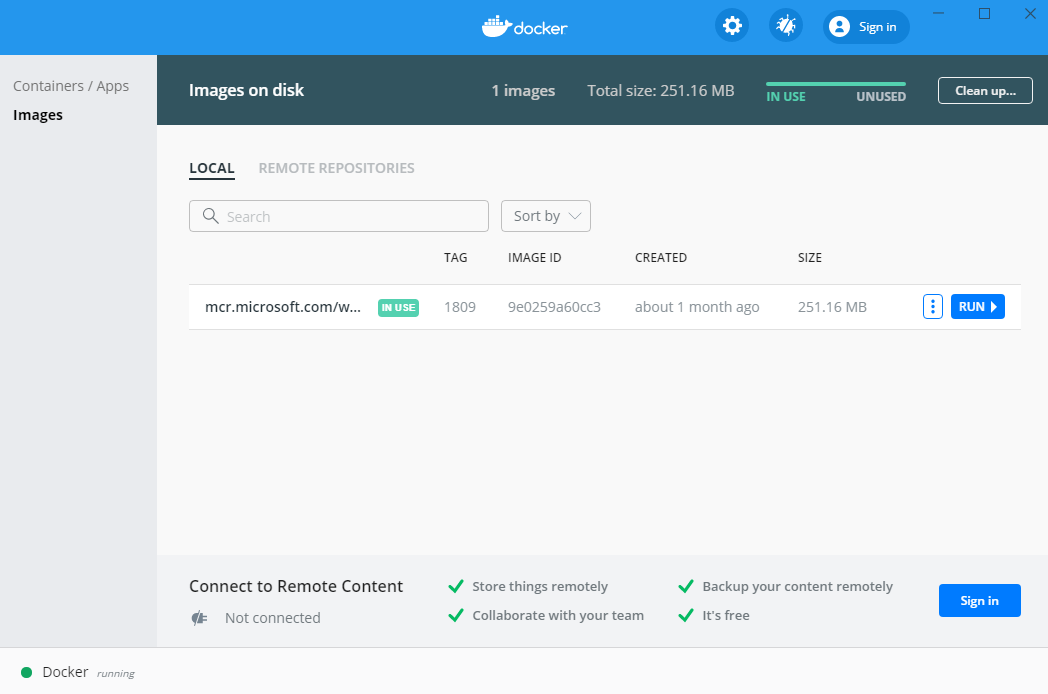 docker
Sign in
Containers / Apps
Images
Images on disk
1 images
Total size: 251.16 MB
IN USE
UNUSED
Clean up...
LOCAL
REMOTE REPOSITORIES
Search
Sort by
TAG IMAGE ID CREATED SIZE
mcr.microsoft.com/w... IN USE 1809 9e0259a60cc3 about 1 month ago 251.16 MB RUN
Connect to Remote Content
Not connected
Store things remotely
Collaborate with your team
Backup your content remotely
It's free
Sign in
Docker running